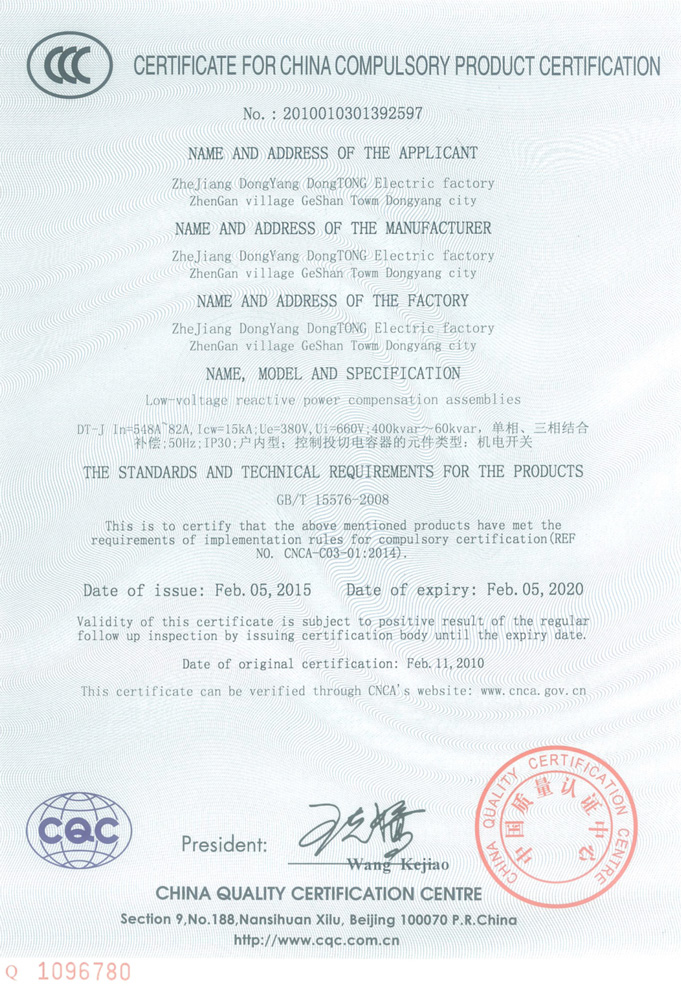 CCC
CERTIFICATE FOR CHINA COMPULSORY PRODUCT CERTIFICATION
No. : 2010010301392597
NAME AND ADDRESS OF THE APPLICANT
ZheJiang DongYang DongTONG Electric factory
ZhenGan village GeShan Towm Dongyang city
NAME AND ADDRESS OF THE MANUFACTURER
ZheJiang DongYang DongTONG Electric factory
ZhenGan village GeShan Towm Dongyang city
NAME AND ADDRESS OF THE FACTORY
ZheJiang DongYang DongTONG Electric factory
ZhenGan village GeShan Towm Dongyang city
NAME, MODEL AND SPECIFICATION
Low-voltage reactive power compensation assemblies
DT-J In=548A~82A,Icw=15kA;Ue=380V,Ui=660V;400kvar～60kvar, 单相、三相结合
补偿;50Hz;IP30;户内型; 控制投切电容器的元件类型: 机电开关
THE STANDARDS AND TECHNICAL REQUIREMENTS FOR THE PRODUCTS
GB/T 15576-2008
This is to certify that the above mentioned products have met the
requirements of implementation rules for compulsory certification(REF
NO. CNCA-C03-01:2014).
Date of issue: Feb. 05, 2015 Date of expiry: Feb. 05, 2020
Validity of this certificate is subject to positive result of the regular
follow up inspection by issuing certification body until the expiry date.
Date of original certification: Feb. 11, 2010
This certificate can be verified through CNCA's website: www.cnca.gov.cn
CHINA QUALITY CERTIFICATION CENTRE
中国质量认证中心
CQC
President:
王克娇
Wang Kejiao
CHINA QUALITY CERTIFICATION CENTRE
Section 9,No.188,Nansihuan Xilu, Beijing 100070 P.R.China
http://www.cqc.com.cn
Q 1096780